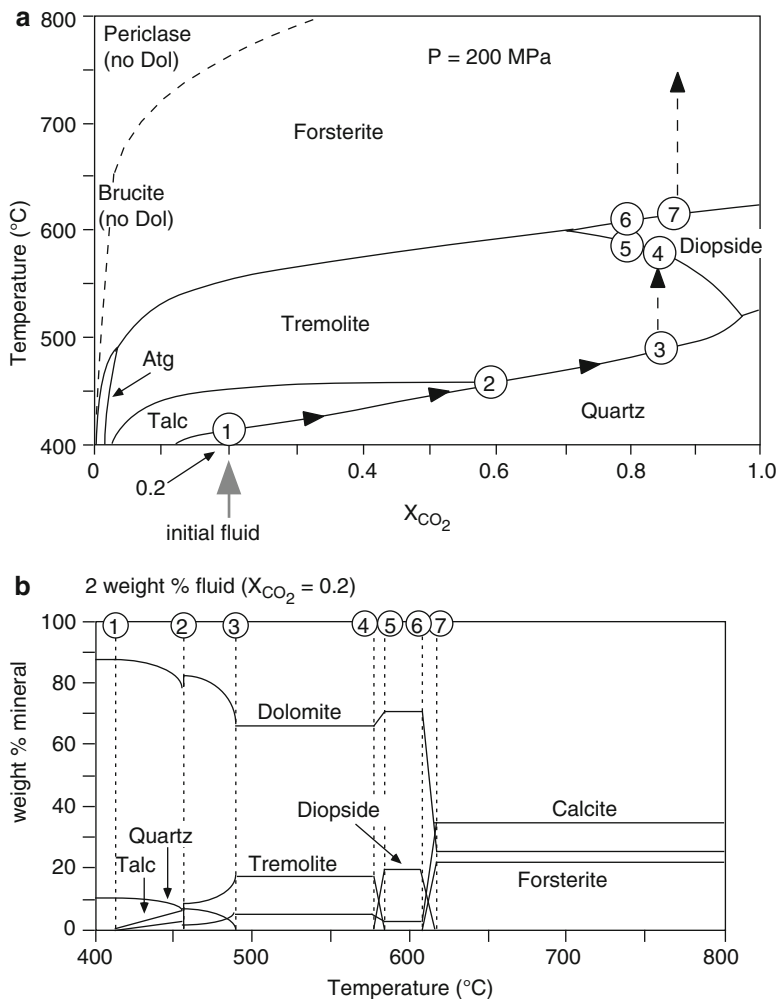 a
800
700
600
500
400
Temperature (°C)
Periclase
(no Dol)
P = 200 MPa
Forsterite
Brucite
(no Dol)
6
7
5
4
Diopside
Tremolite
3
Atg
2
Talc
1
Quartz
0
0.2
0.4
0.6
0.8
1.0
X CO2
initial fluid
b 2 weight % fluid (XCO2 = 0.2)
100
80
60
40
20
0
weight % mineral
1 2 3 4 5 6 7
Dolomite
Diopside
Calcite
Quartz
Talc
Tremolite
Forsterite
400 500 600 700 800
Temperature (°C)